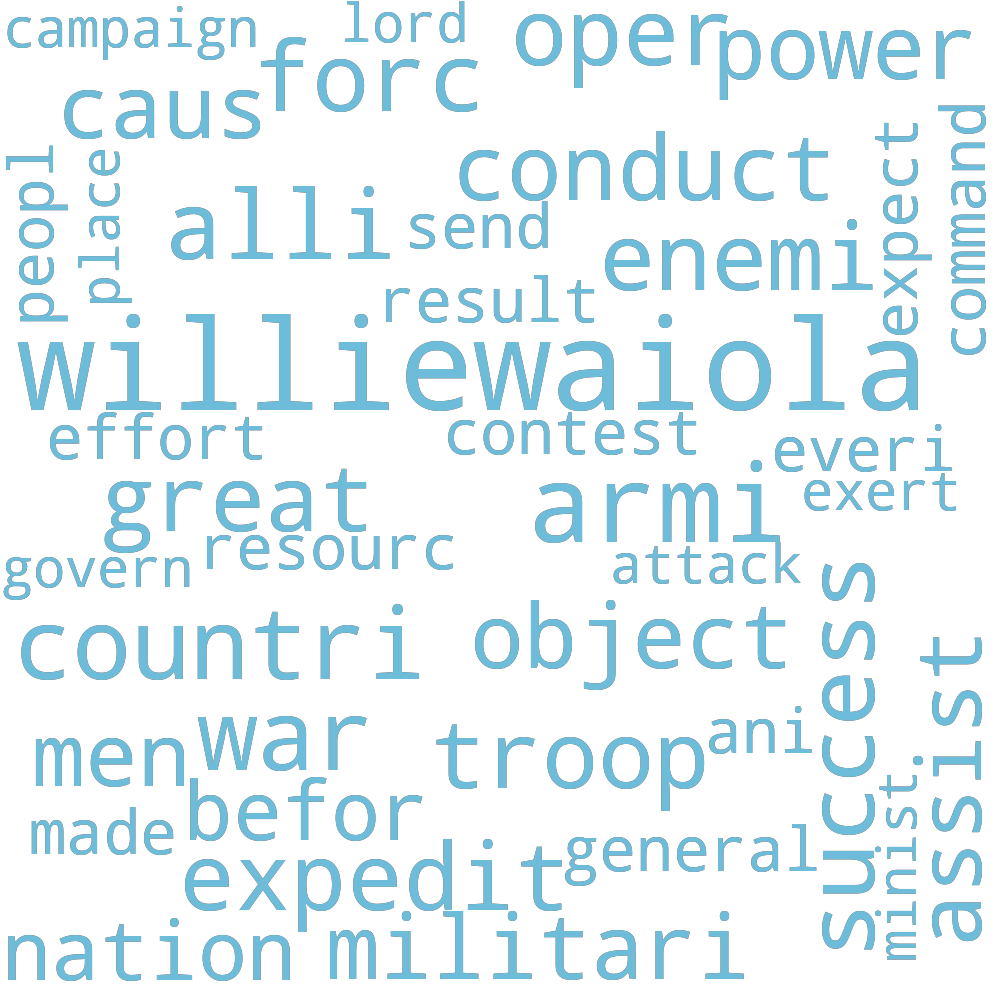 campaign
lord
oper
power
forc
caus
conduct
command
expect
peopl
place
alli
send
enemi
result
williewaiola
effort
contest
everi
exert
great
armi
resourc
govern
attack
success
countri
object
assist
men
war
troop
ani
made
befor
general
minist
expedit
nation
militari